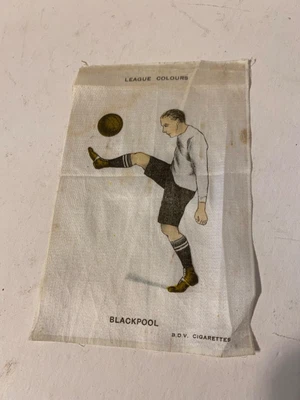 LEAGUE COLOURS
BLACKPOOL
B.D.V. CIGARETTES